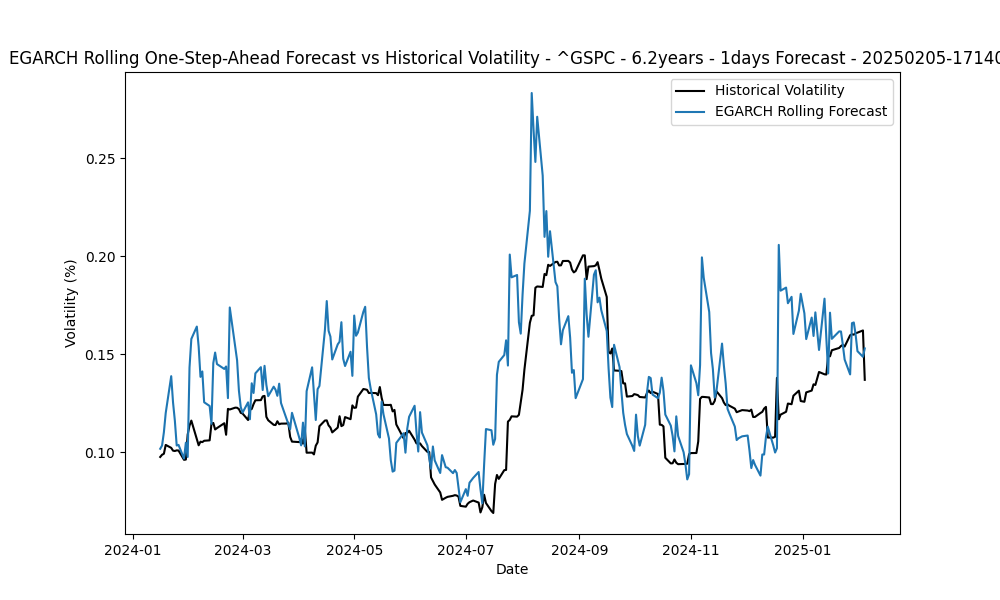 EGARCH Rolling One-Step-Ahead Forecast vs Historical Volatility - ^GSPC - 6.2years - 1days Forecast - 20250205-17140
Historical Volatility
EGARCH Rolling Forecast
Volatility (%)
0.25
0.20
0.15
0.10
2024-01 2024-03 2024-05 2024-07 2024-09 2024-11 2025-01
Date